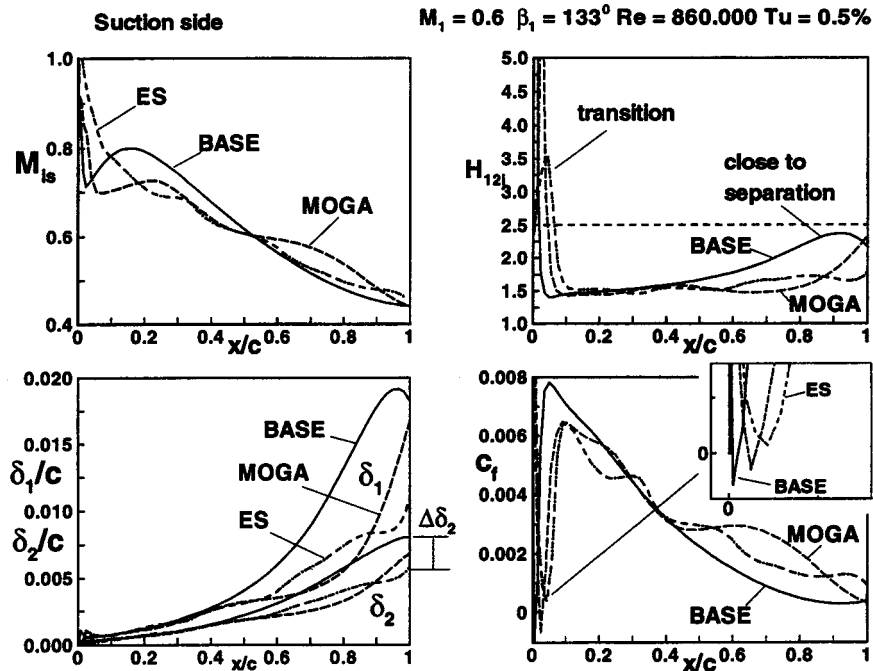 Suction side
M1 = 0.6 β1 = 133⁰ Re = 860.000 Tu = 0.5%
1.0
0.8
0.6
0.4
Mis
ES
BASE
MOGA
0 0.2 0.4 0.6 0.8 1
x/c
5.0
4.5
4.0
3.5
3.0
2.5
2.0
1.5
1.0
H12i
transition
close to
separation
BASE
MOGA
0 0.2 0.4 0.6 0.8 1
x/c
0.020
0.015
0.010
0.005
0.000
δ1/c
δ2/c
BASE
MOGA
δ1
ES
Δδ2
δ2
0 0.2 0.4 0.6 0.8 1
x/c
0.008
0.006
0.004
0.002
0
Cf
ES
0
BASE
0
MOGA
BASE
0 0.2 0.4 0.6 0.8 1
x/c